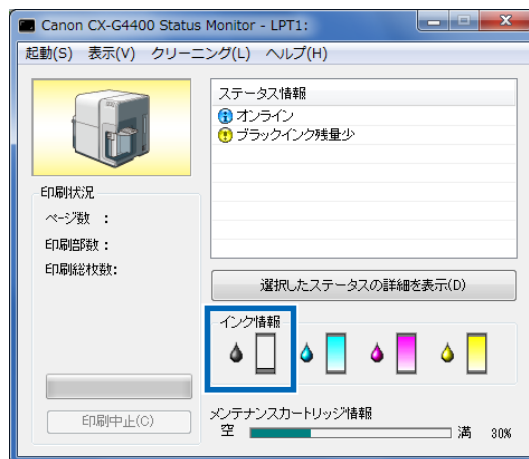 Canon CX-G4400 Status Monitor - LPT1:
起動(S) 表示(V) クリーニング(L) ヘルプ(H)
ステータス情報
オンライン
ブラックインク残量少
印刷状況
ページ数 :
印刷部数:
印刷総枚数:
選択したステータスの詳細を表示(D)
インク情報
印刷中止(C)
メンテナンスカートリッジ情報
空 満 30%